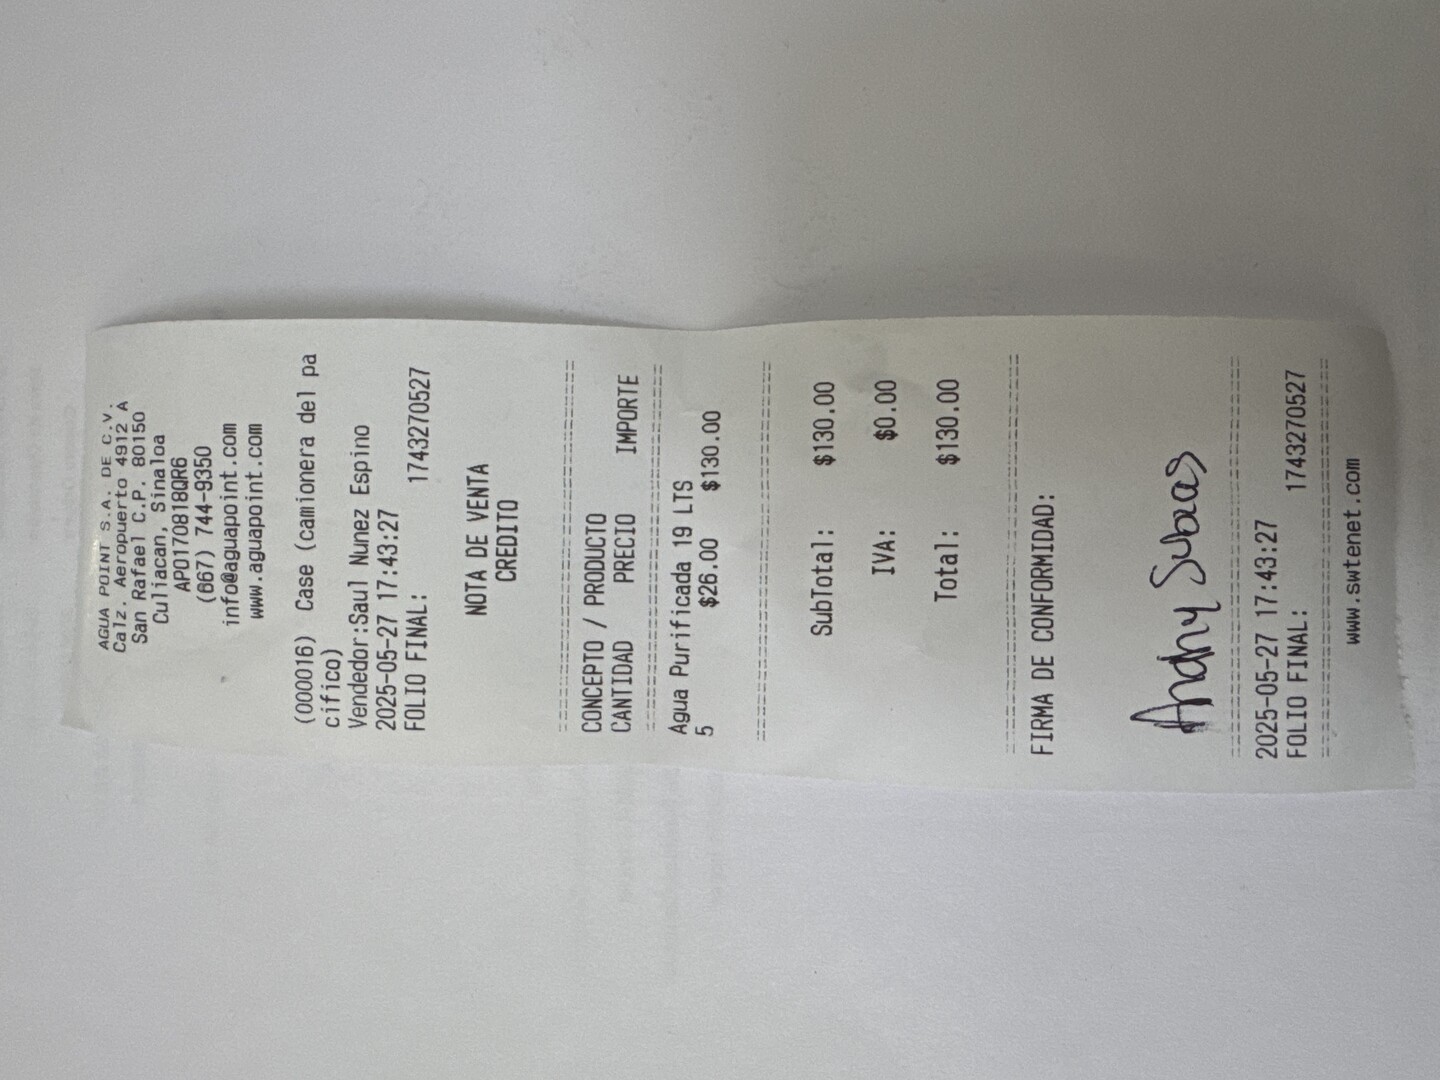 AGUA POINT S.A. DE C.V.
Calz. Aeropuerto 4912 A
San Rafael C.P. 80150
Culiacan, Sinaloa
APO170818QR6
(667) 744-9350
info@aguapoint.com
www.aguapoint.com
(000016) Case (camionera del pa
cifico)
Vendedor:Saul Nunez Espino
2025-05-27 17:43:27
FOLIO FINAL: 1743270527
NOTA DE VENTA
CREDITO
CONCEPTO / PRODUCTO
CANTIDAD PRECIO IMPORTE
Agua Purificada 19 LTS
5 $26.00 $130.00
SubTotal: $130.00
IVA: $0.00
Total: $130.00
FIRMA DE CONFORMIDAD:
2025-05-27 17:43:27
FOLIO FINAL: 1743270527
www.swtenet.com